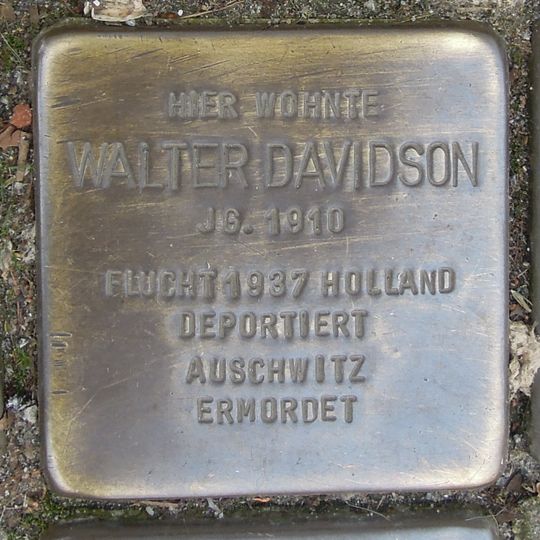 HIER WOHNTE
WALTER DAVIDSON
JG. 1910
FLUCHT 1937 HOLLAND
DEPORTIERT
AUSCHWITZ
ERMORDET